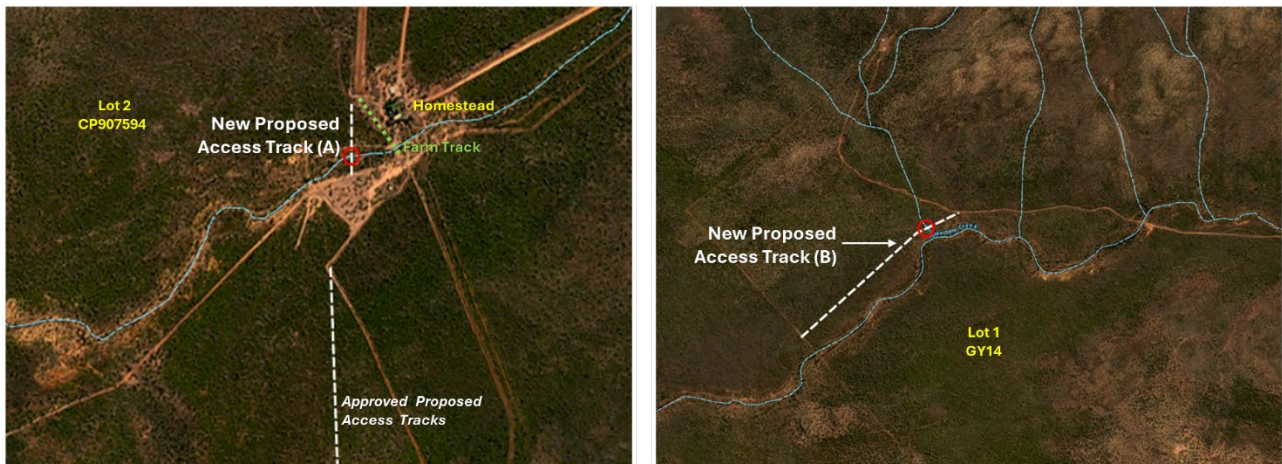 Lot 2
CP907594
New Proposed
Access Track (A)
Homestead
Farm Track
Approved Proposed
Access Tracks
New Proposed
Access Track (B)
Lot 1
GY14